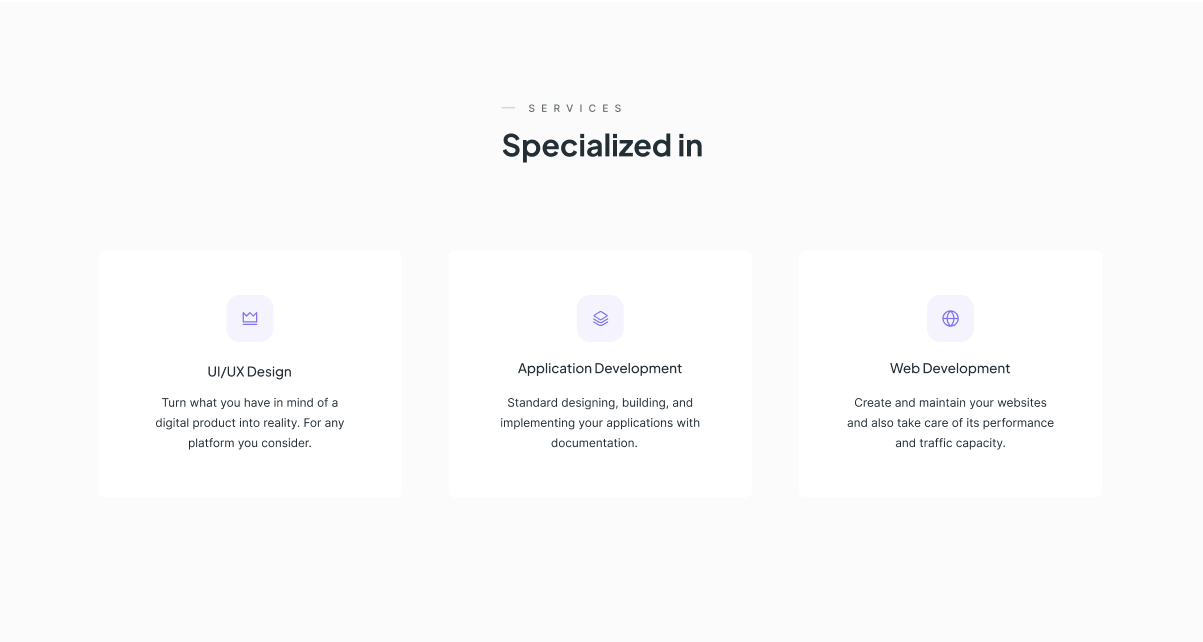 SERVICES
Specialized in
UI/UX Design
Turn what you have in mind of a
digital product into reality. For any
platform you consider.
Application Development
Standard designing, building, and
implementing your applications with
documentation.
Web Development
Create and maintain your websites
and also take care of its performance
and traffic capacity.